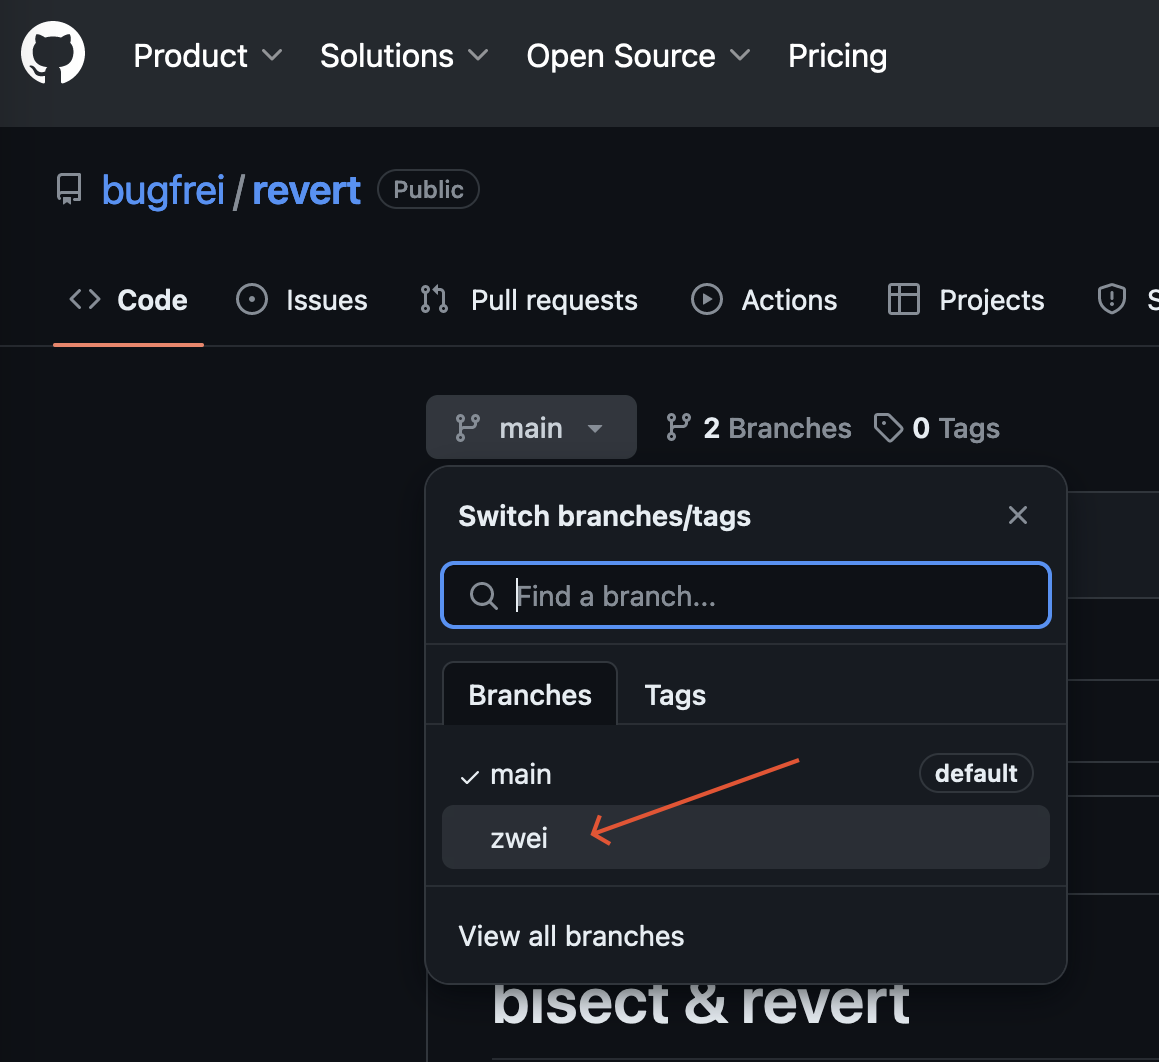 Product Solutions Open Source Pricing
bugfrei / revert Public
Code Issues Pull requests Actions Projects S
main 2 Branches 0 Tags
Switch branches/tags
Find a branch...
Branches Tags
main default
zwei
View all branches
bisect & revert